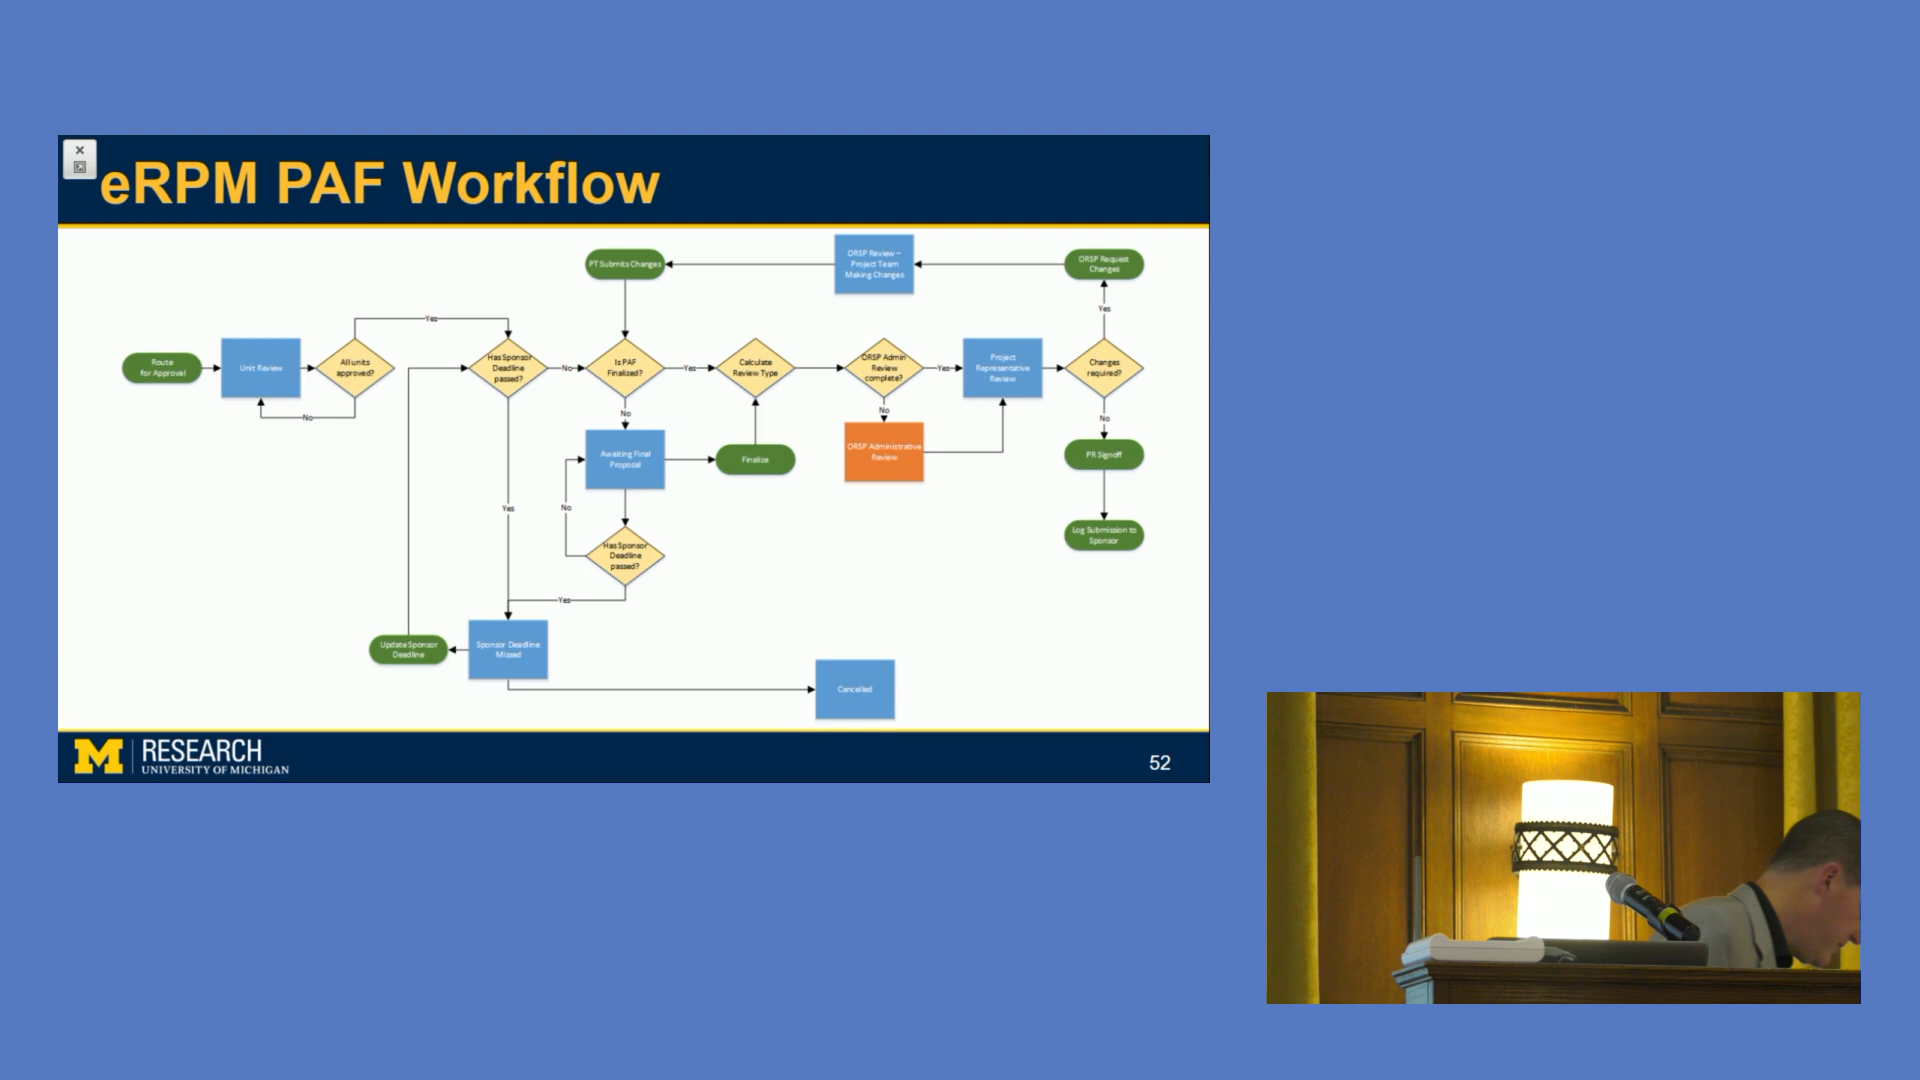 eRPM PAF Workflow
PT Submits Changes
ORSP Review –
Project Team
Making Changes
ORSP Request
Changes
Yes
Yes
Route
for Approval
Unit Review
All units
approved?
Has Sponsor
Deadline
passed?
No
Is PAF
Finalized?
Yes
Calculate
Review Type
ORSP Admin
Review
complete?
Yes
Project
Representative
Review
Changes
required?
No
No
No
No
Awaiting Final
Proposal
Finalize
ORSP Administrative
Review
PR Signoff
Yes
No
Has Sponsor
Deadline
passed?
Log Submission to
Sponsor
Yes
Update Sponsor
Deadline
Sponsor Deadline
Missed
Cancelled
M RESEARCH
UNIVERSITY OF MICHIGAN
52